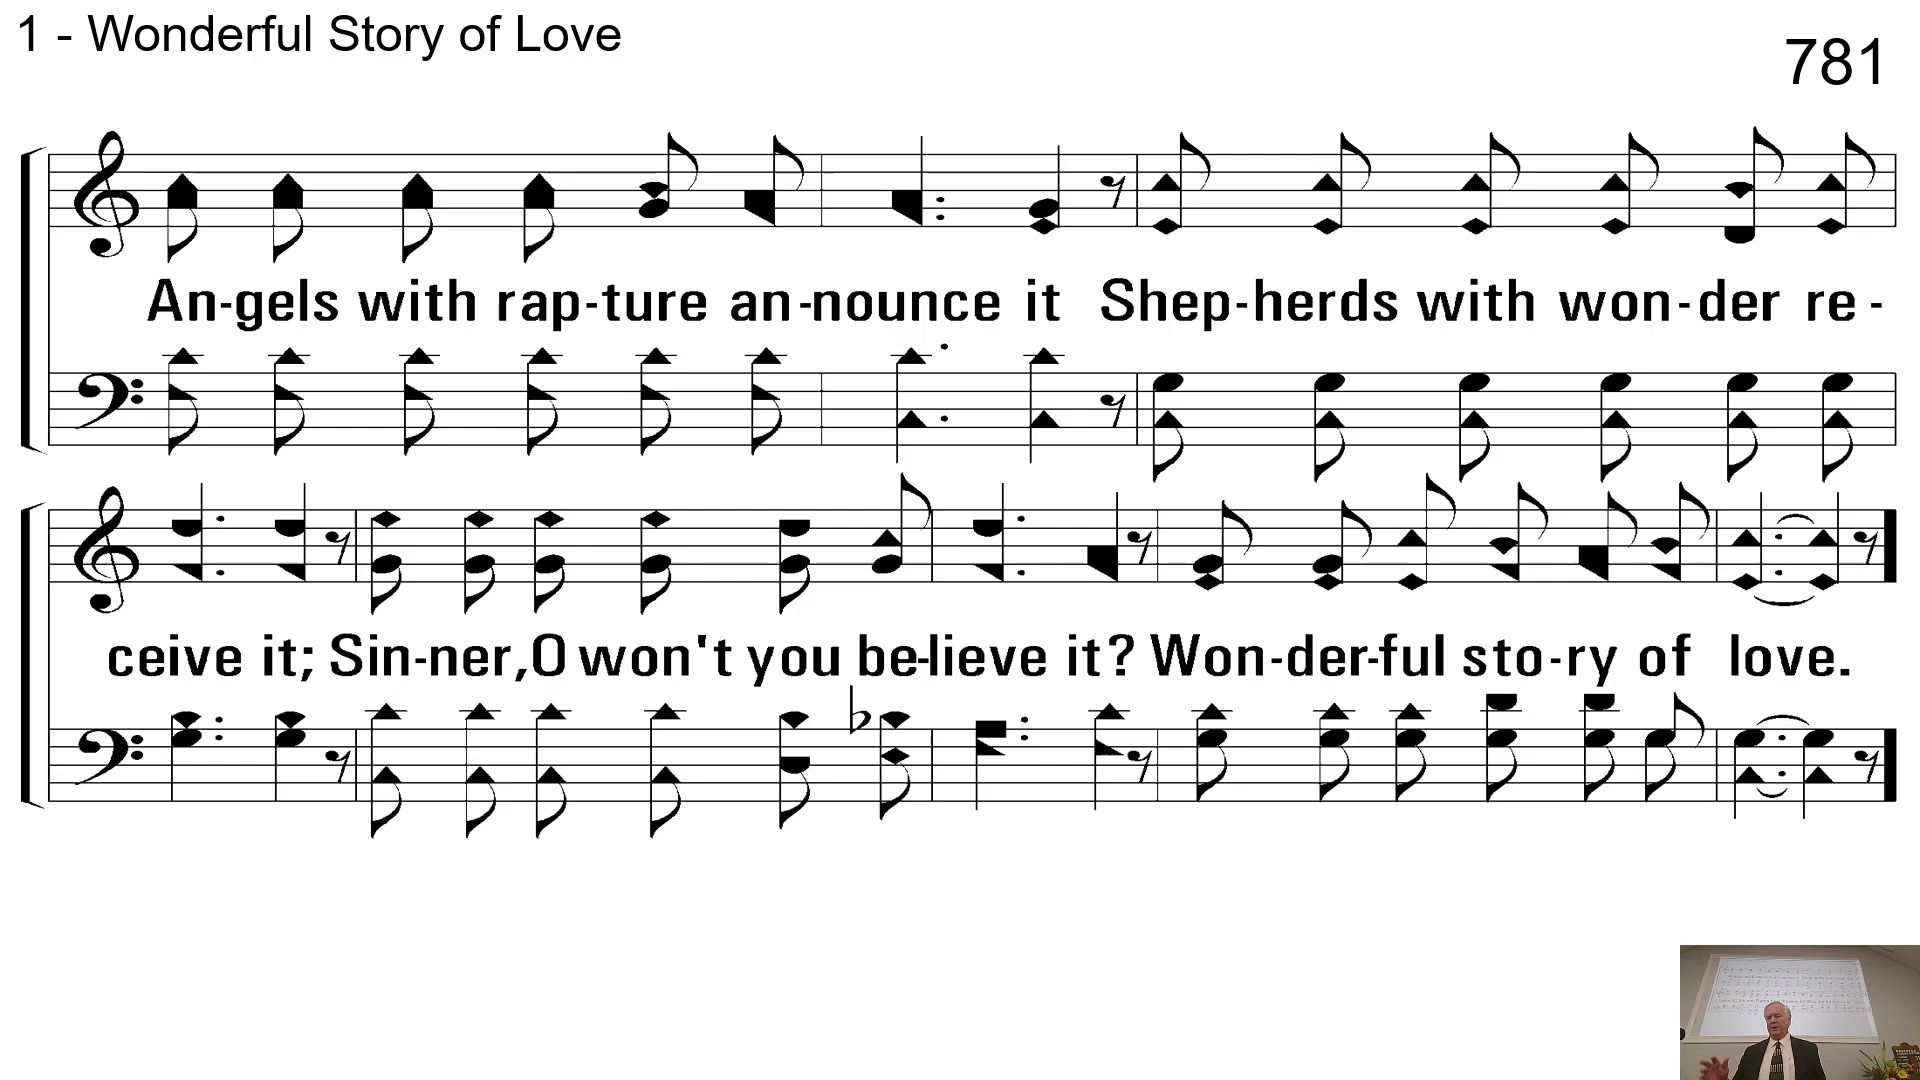 1 - Wonderful Story of Love
781
An-gels with rap-ture an-nounce it Shep-herds with won-der re-
ceive it; Sin-ner, O won't you be-lieve it? Won-der-ful sto-ry of love.